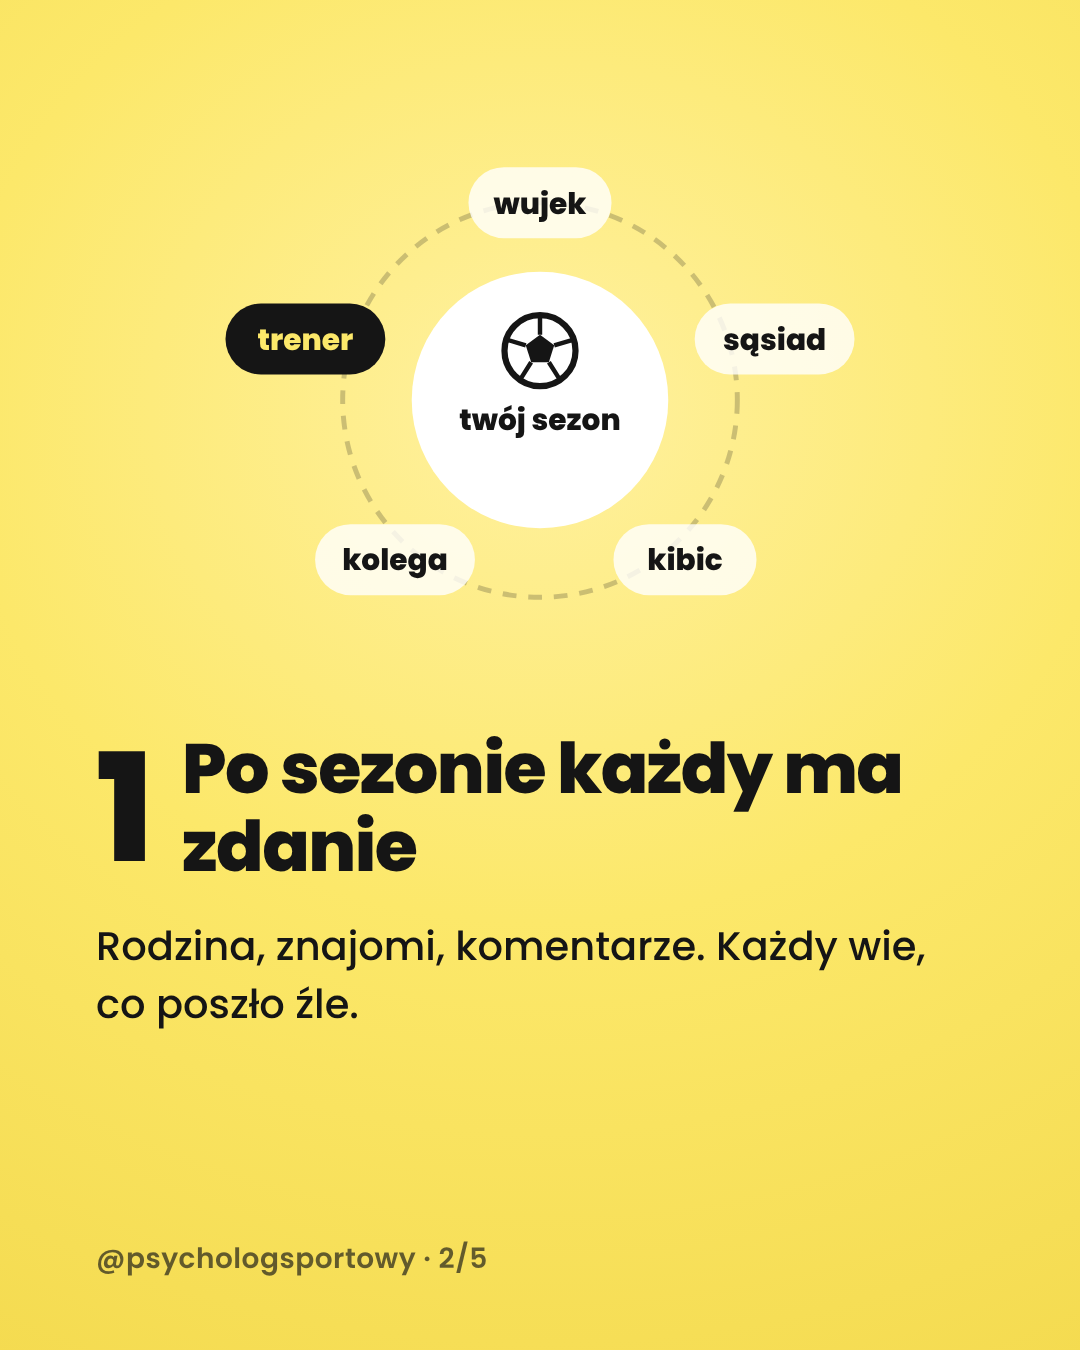 wujek
trener
sąsiad
twój sezon
kolega
kibic
1
Po sezonie każdy ma
zdanie
Rodzina, znajomi, komentarze. Każdy wie,
co poszło źle.
@psychologsportowy · 2/5